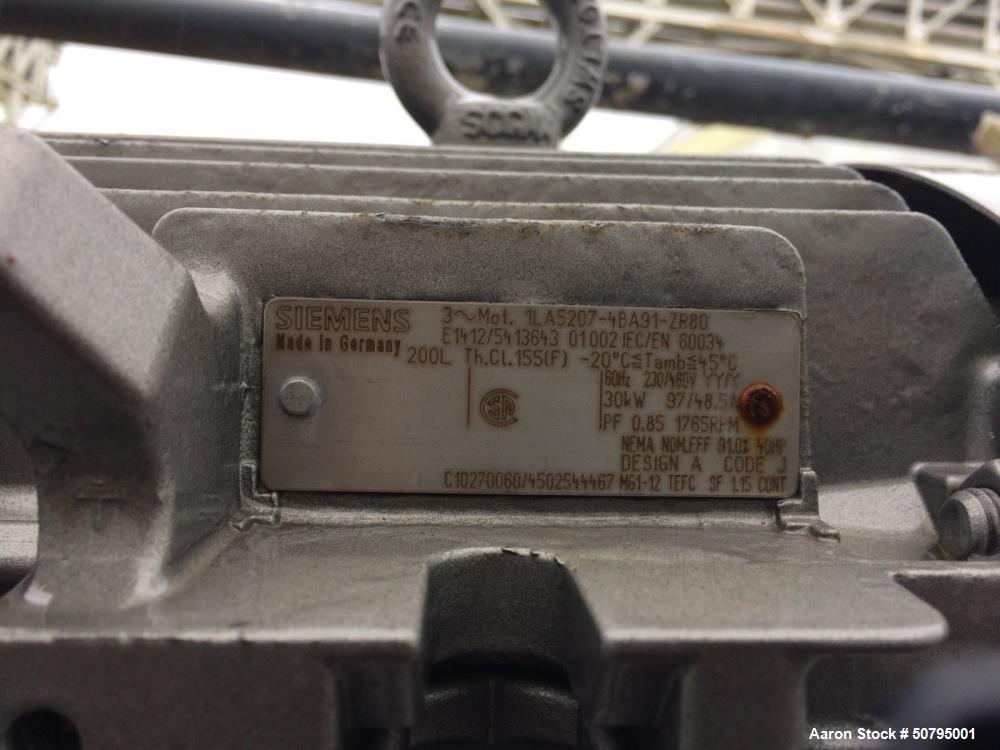 SIEMENS
Made in Germany
3~Mot. 1LA5207-4BA91-ZR80
E1412/5413643 01002 IEC/EN 60034
200L Th.Cl.155(F) -20°C≤Tamb≤45°C
60Hz 230/460V YY/Y
30kW 97/48.5A
PF 0.85 1765RPM
NEMA NOM.EFF 91.0% 40HP
DESIGN A CODE J
C10270060/4502544467 MG1-12 TEFC SF 1.15 CONT
Aaron Stock # 50795001